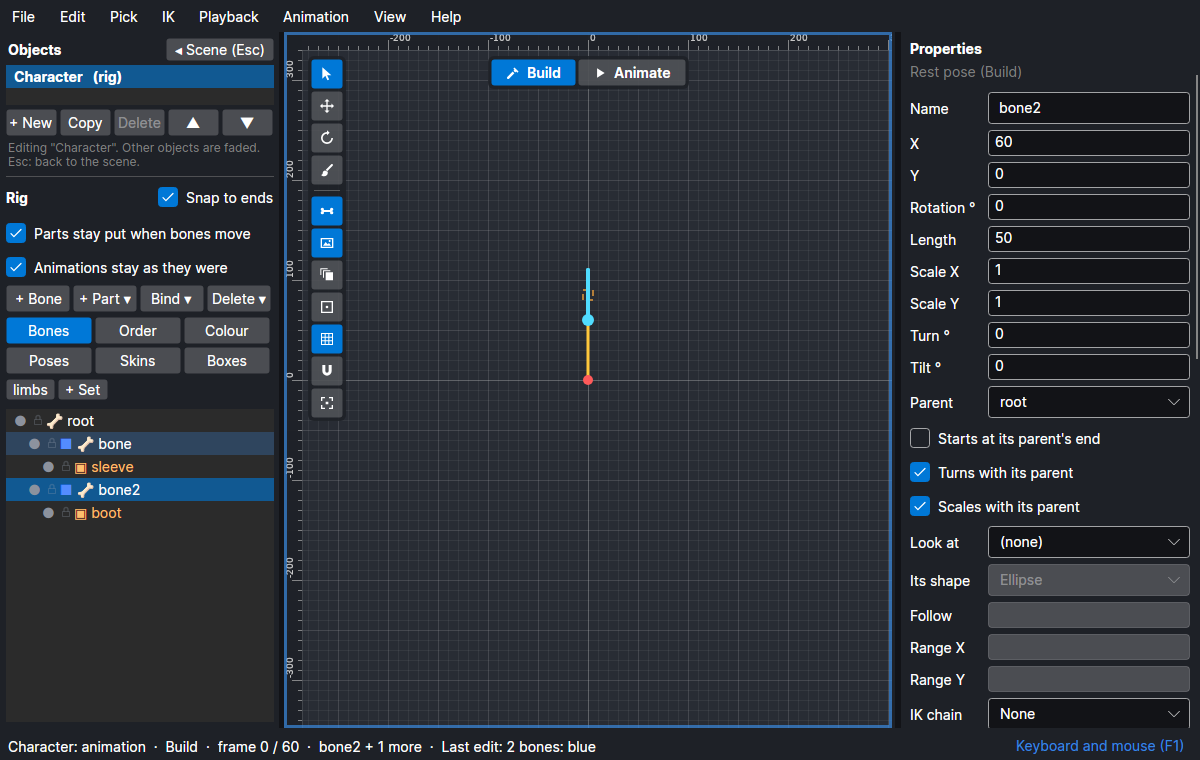 File Edit Pick IK Playback Animation View Help
Objects
◂ Scene (Esc)
Character (rig)
+ New Copy Delete ▲ ▼
Editing "Character". Other objects are faded.
Esc: back to the scene.
Rig
Snap to ends
Parts stay put when bones move
Animations stay as they were
+ Bone + Part ▾ Bind ▾ Delete ▾
Bones Order Colour
Poses Skins Boxes
limbs + Set
root
bone
sleeve
bone2
boot
-200 -100 0 100 200
300
200
100
0
-100
-200
-300
Build Animate
Properties
Rest pose (Build)
Name bone2
X 60
Y 0
Rotation ° 0
Length 50
Scale X 1
Scale Y 1
Turn ° 0
Tilt ° 0
Parent root
Starts at its parent's end
Turns with its parent
Scales with its parent
Look at (none)
Its shape Ellipse
Follow
Range X
Range Y
IK chain None
Character: animation · Build · frame 0 / 60 · bone2 + 1 more · Last edit: 2 bones: blue
Keyboard and mouse (F1)